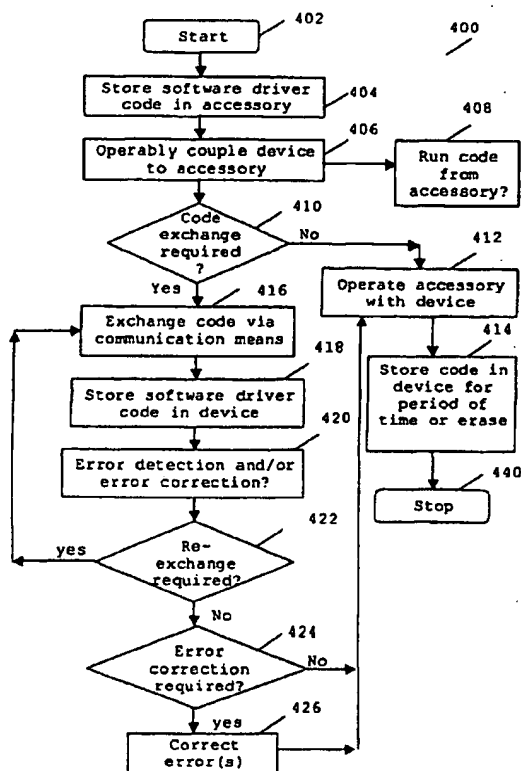 402
Start
400
Store software driver
code in accessory
404
406
408
Operably couple device
to accessory
Run code
from
accessory?
410
Code
exchange
required
?
No
412
Yes
416
Operate accessory
with device
Exchange code via
communication means
414
418
Store code in
device for
period of
time or erase
Store software driver
code in device
420
440
Error detection and/or
error correction?
Stop
422
yes
Re-
exchange
required?
No
424
Error
correction
required?
No
yes
426
Correct
error(s)